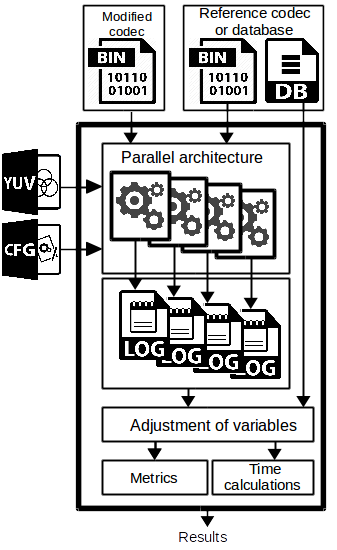 Modified
codec
Reference codec
or database
BIN
10110
01001
BIN
10110
01001
DB
Parallel architecture
YUV
CFG
LOG
LOG
LOG
LOG
Adjustment of variables
Metrics
Time
calculations
Results